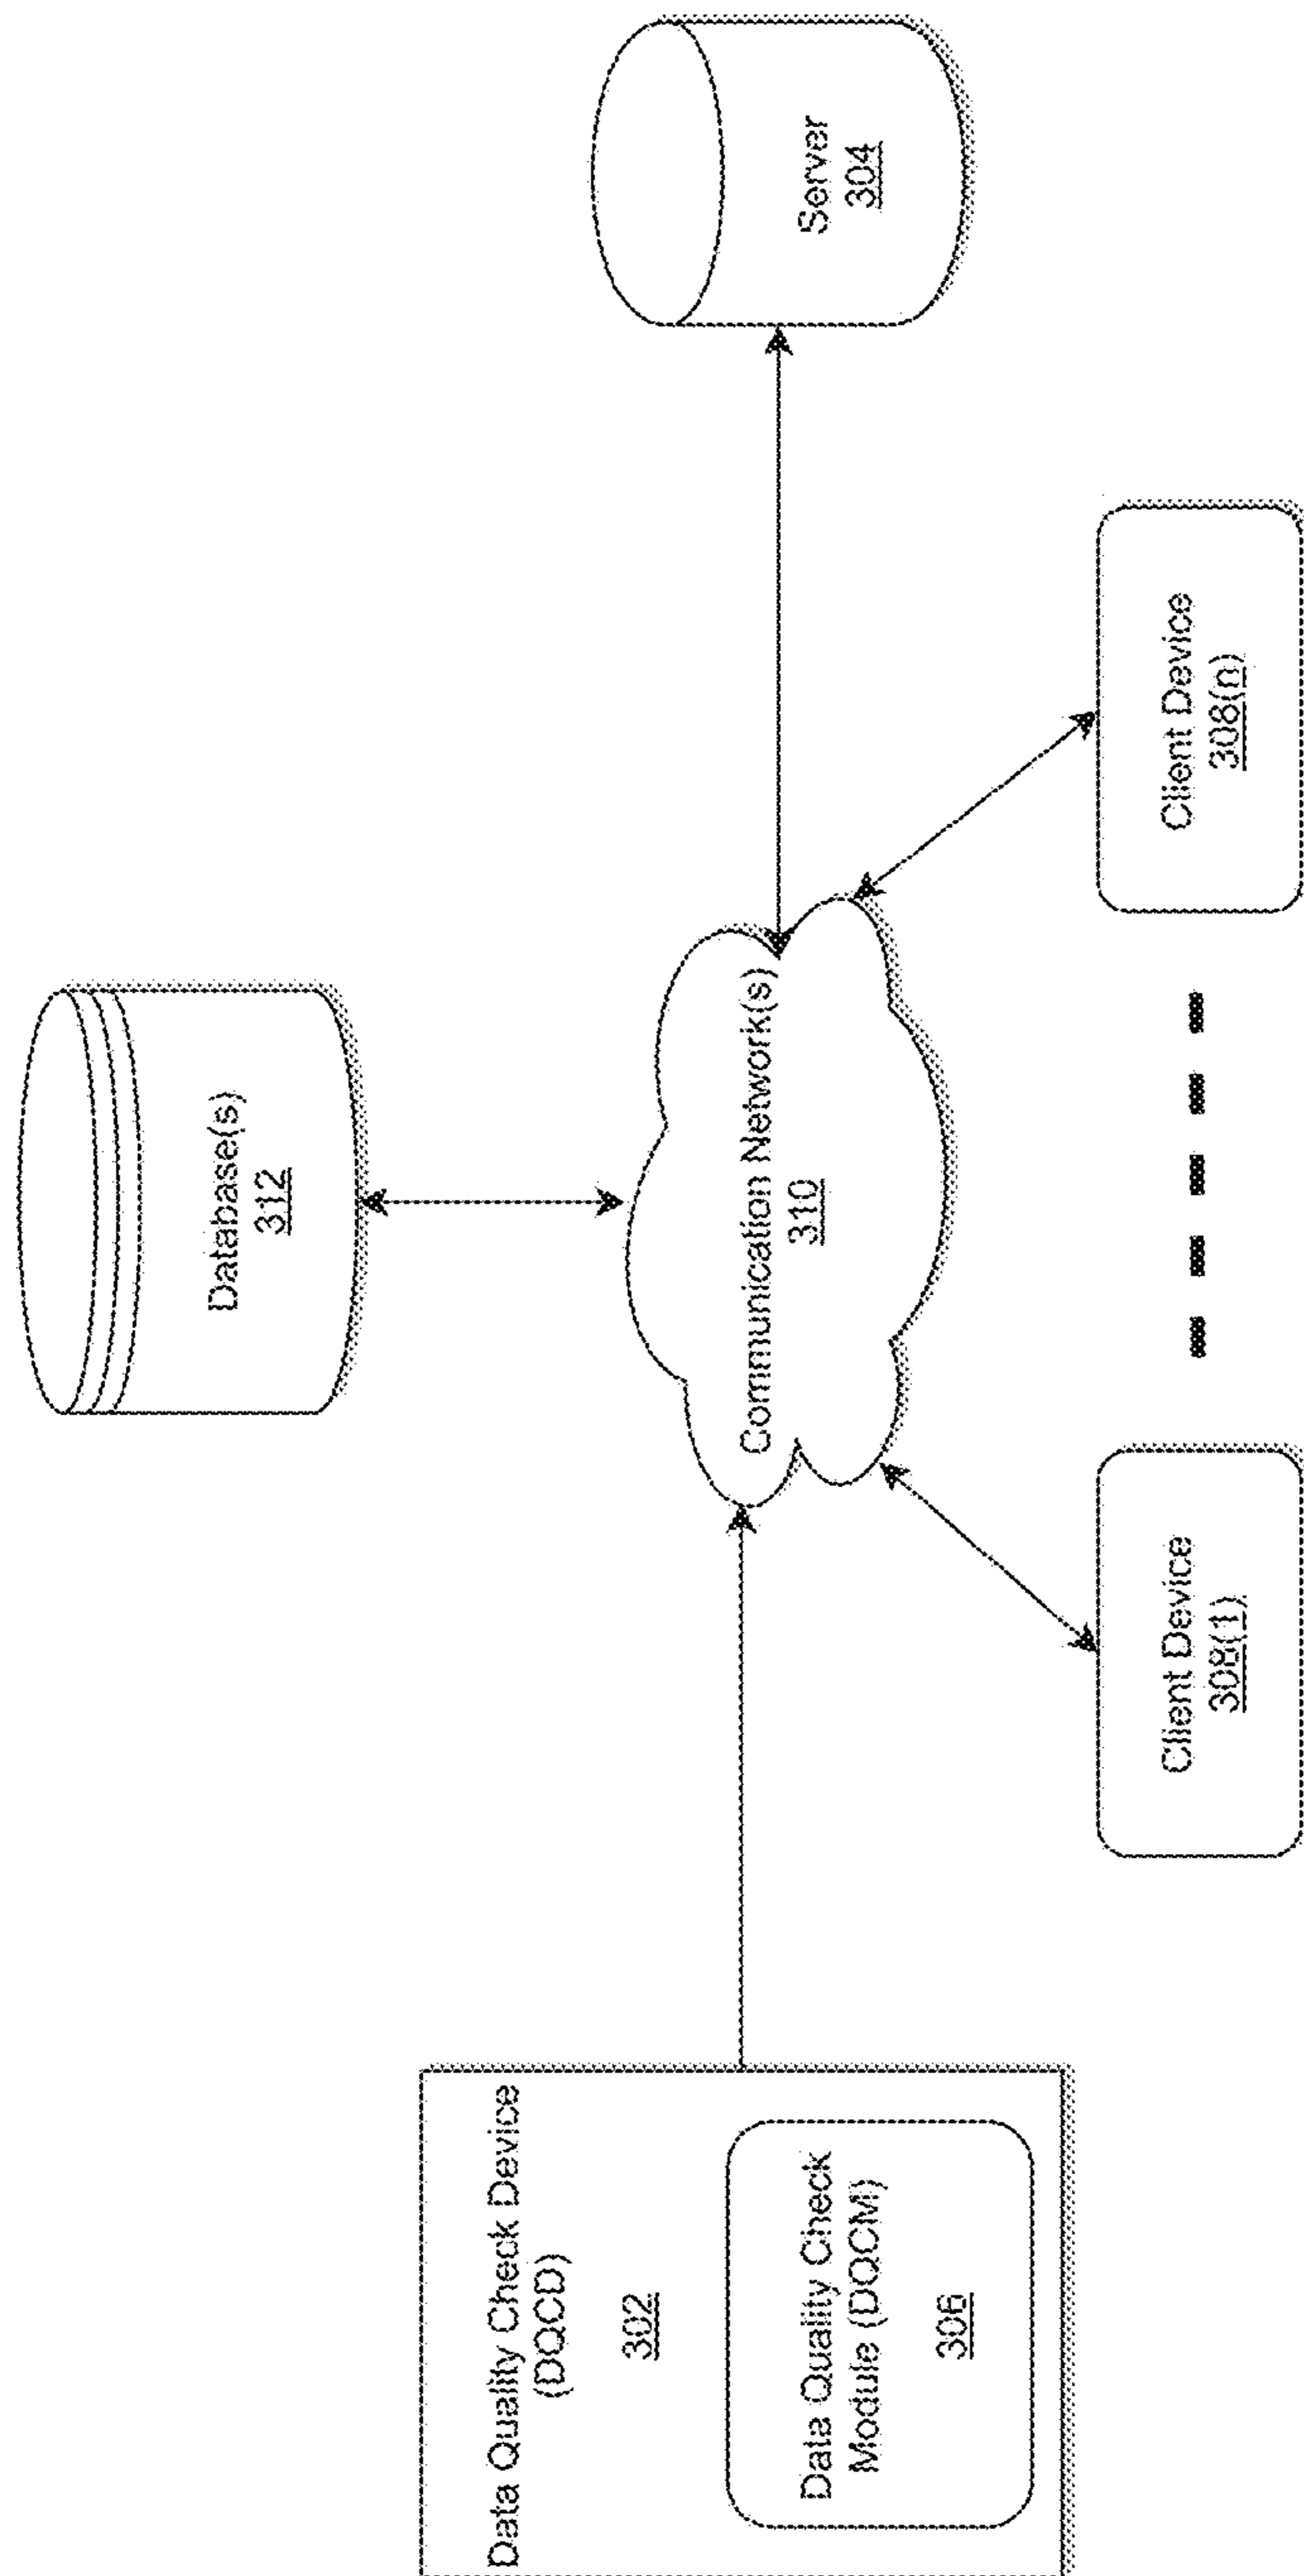 Data Quality Check Device
(DQCD)
302
Data Quality Check
Module (DQCM)
306
Database(s)
312
Communication Network(s)
310
Server
304
Client Device
308(1)
Client Device
308(n)